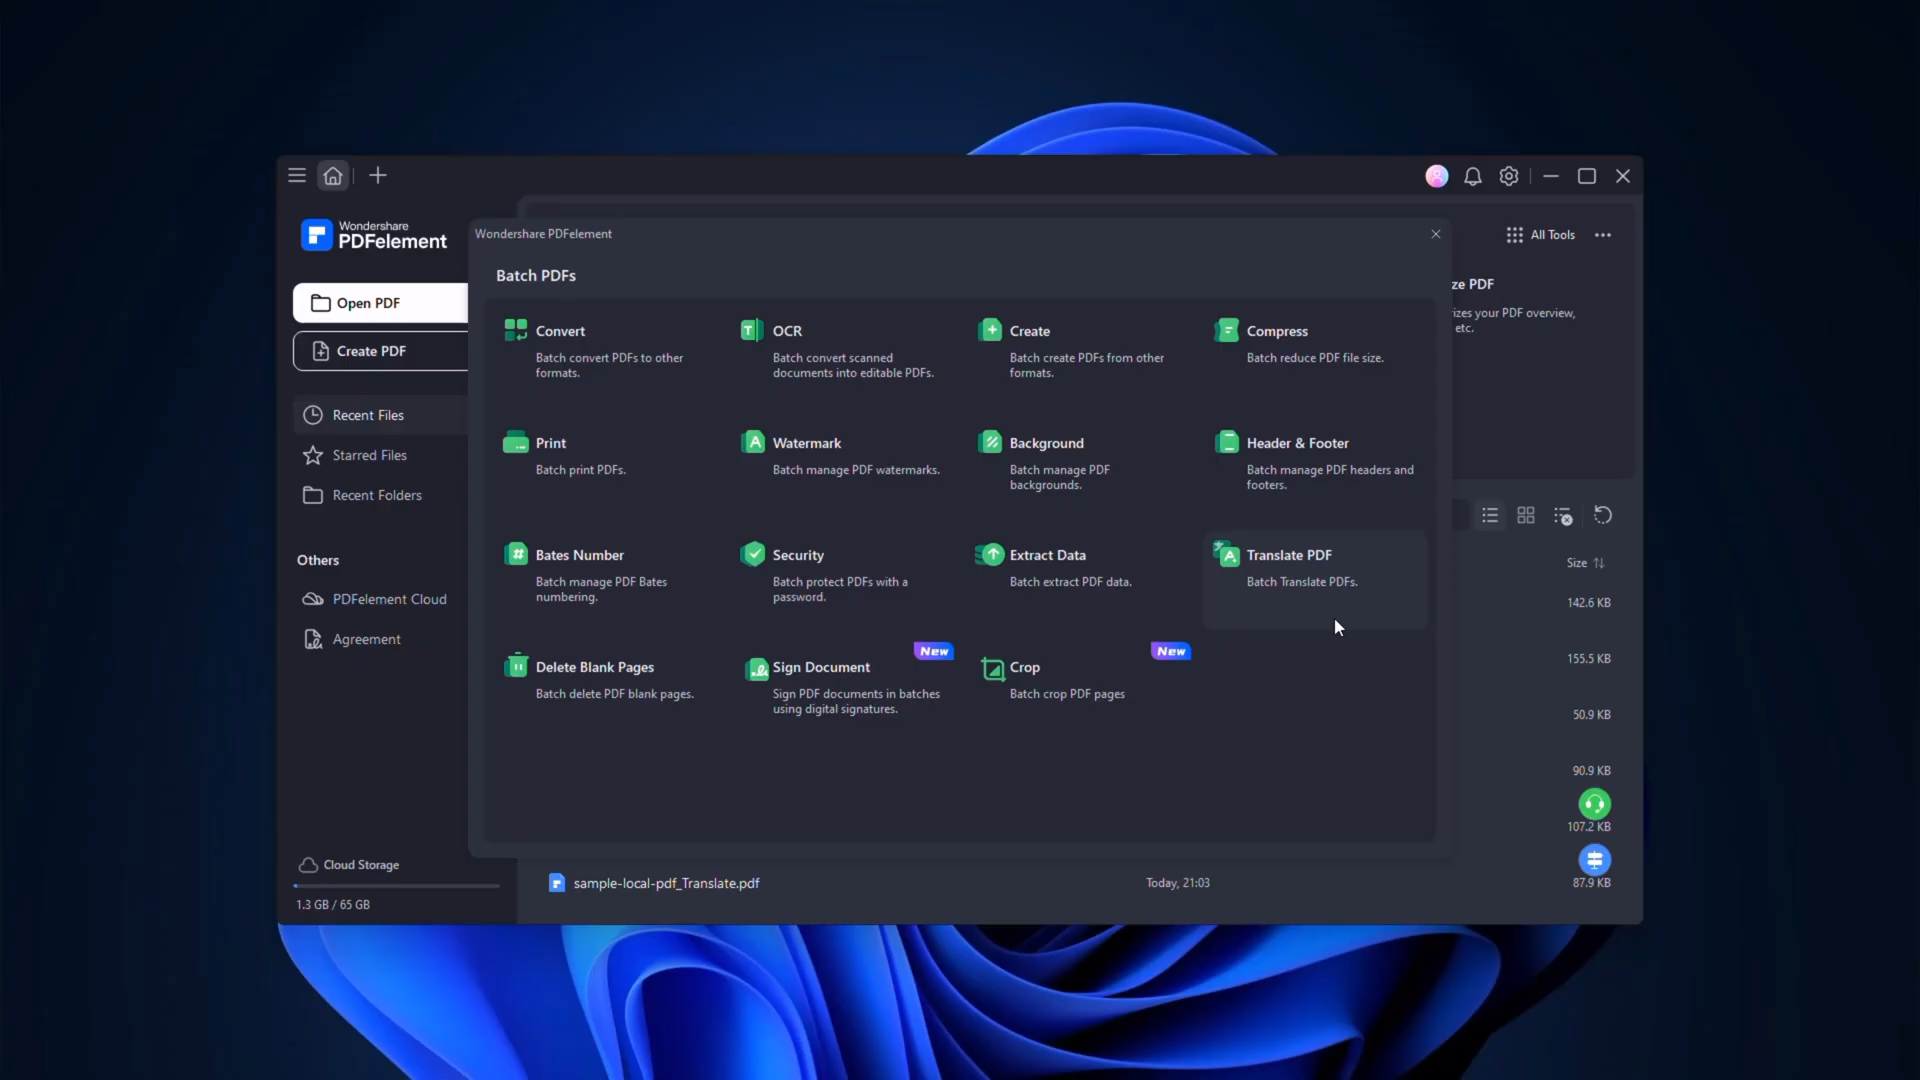 Wondershare
PDFelement
Open PDF
Create PDF
Recent Files
Starred Files
Recent Folders
Others
PDFelement Cloud
Agreement
Cloud Storage
1.3 GB / 65 GB
Wondershare PDFelement
Batch PDFs
Convert
Batch convert PDFs to other
formats.
OCR
Batch convert scanned
documents into editable PDFs.
Create
Batch create PDFs from other
formats.
Compress
Batch reduce PDF file size.
Print
Batch print PDFs.
Watermark
Batch manage PDF watermarks.
Background
Batch manage PDF
backgrounds.
Header & Footer
Batch manage PDF headers and
footers.
Bates Number
Batch manage PDF Bates
numbering.
Security
Batch protect PDFs with a
password.
Extract Data
Batch extract PDF data.
Translate PDF
Batch Translate PDFs.
Delete Blank Pages
Batch delete PDF blank pages.
New
Sign Document
Sign PDF documents in batches
using digital signatures.
New
Crop
Batch crop PDF pages
All Tools
ze PDF
izes your PDF overview,
etc.
Size
142.6 KB
155.5 KB
50.9 KB
90.9 KB
107.2 KB
sample-local-pdf_Translate.pdf
Today, 21:03
87.9 KB